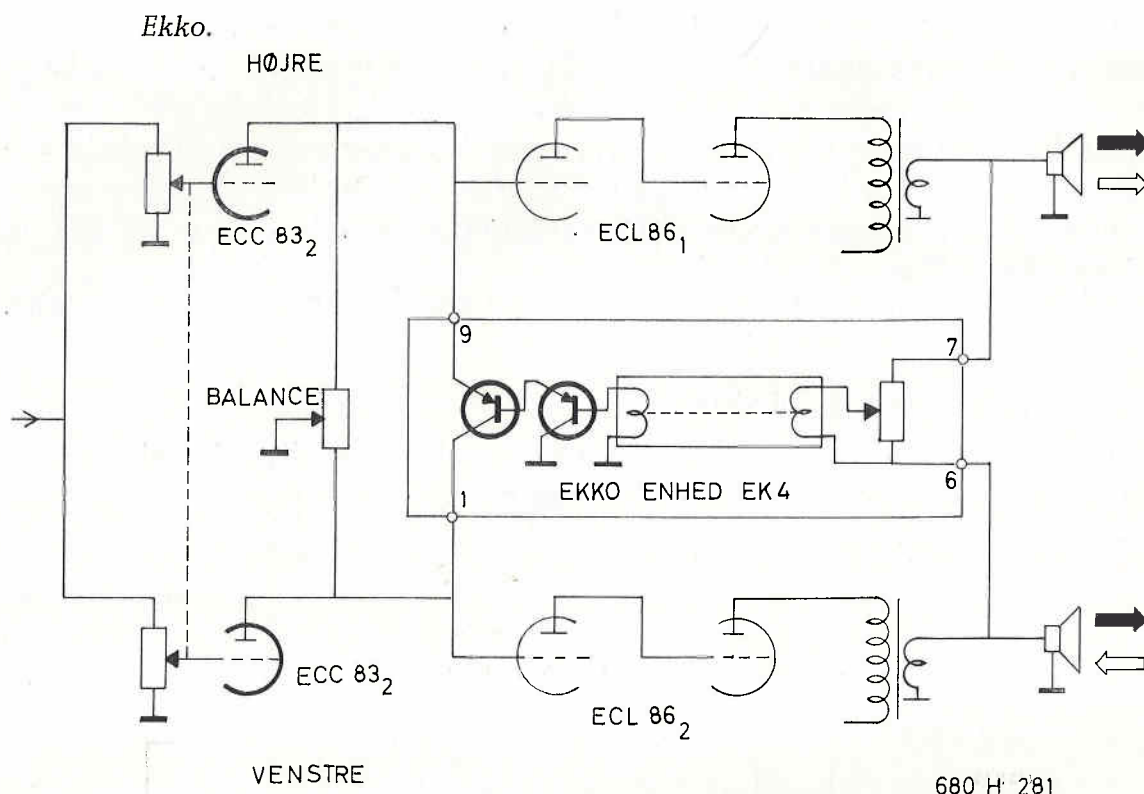 Ekko.
HØJRE
ECC 83₂
ECL 86₁
9
7
BALANCE
1
6
EKKO ENHED EK4
ECC 83₂
ECL 86₂
VENSTRE
680 H 281